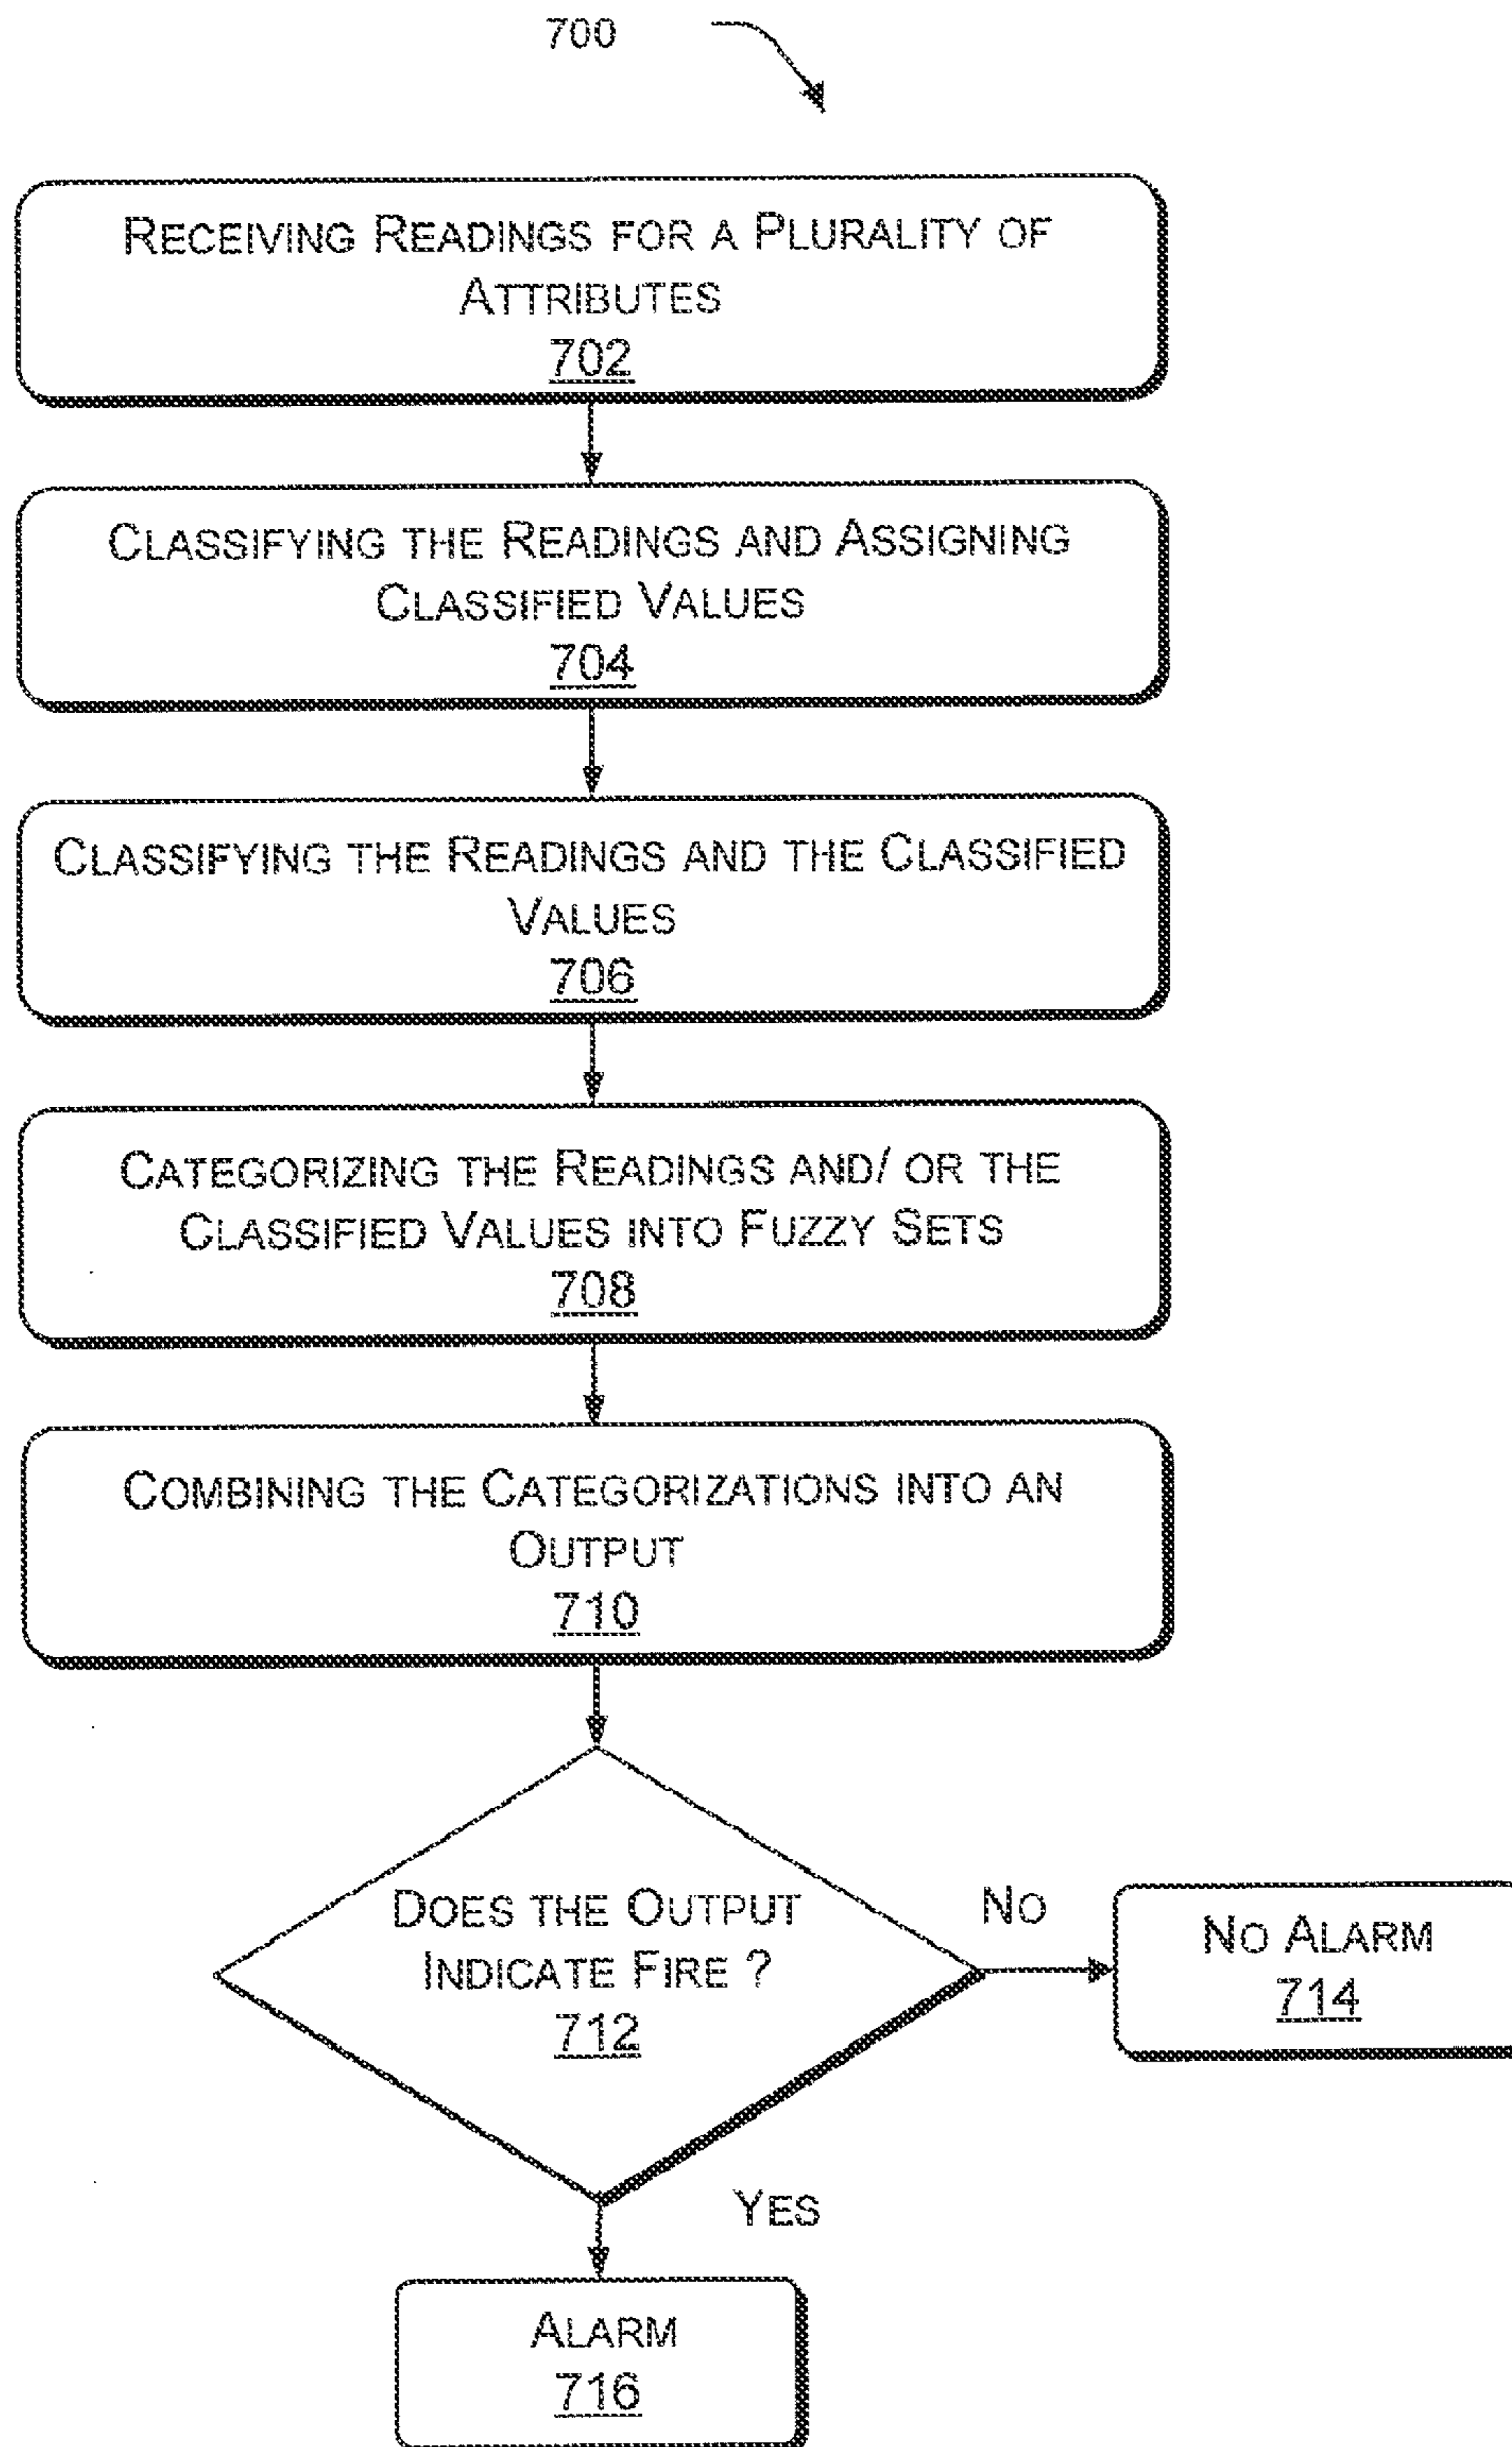 700
RECEIVING READINGS FOR A PLURALITY OF
ATTRIBUTES
702
CLASSIFYING THE READINGS AND ASSIGNING
CLASSIFIED VALUES
704
CLASSIFYING THE READINGS AND THE CLASSIFIED
VALUES
706
CATEGORIZING THE READINGS AND/ OR THE
CLASSIFIED VALUES INTO FUZZY SETS
708
COMBINING THE CATEGORIZATIONS INTO AN
OUTPUT
710
DOES THE OUTPUT
INDICATE FIRE ?
712
NO
NO ALARM
714
YES
ALARM
716